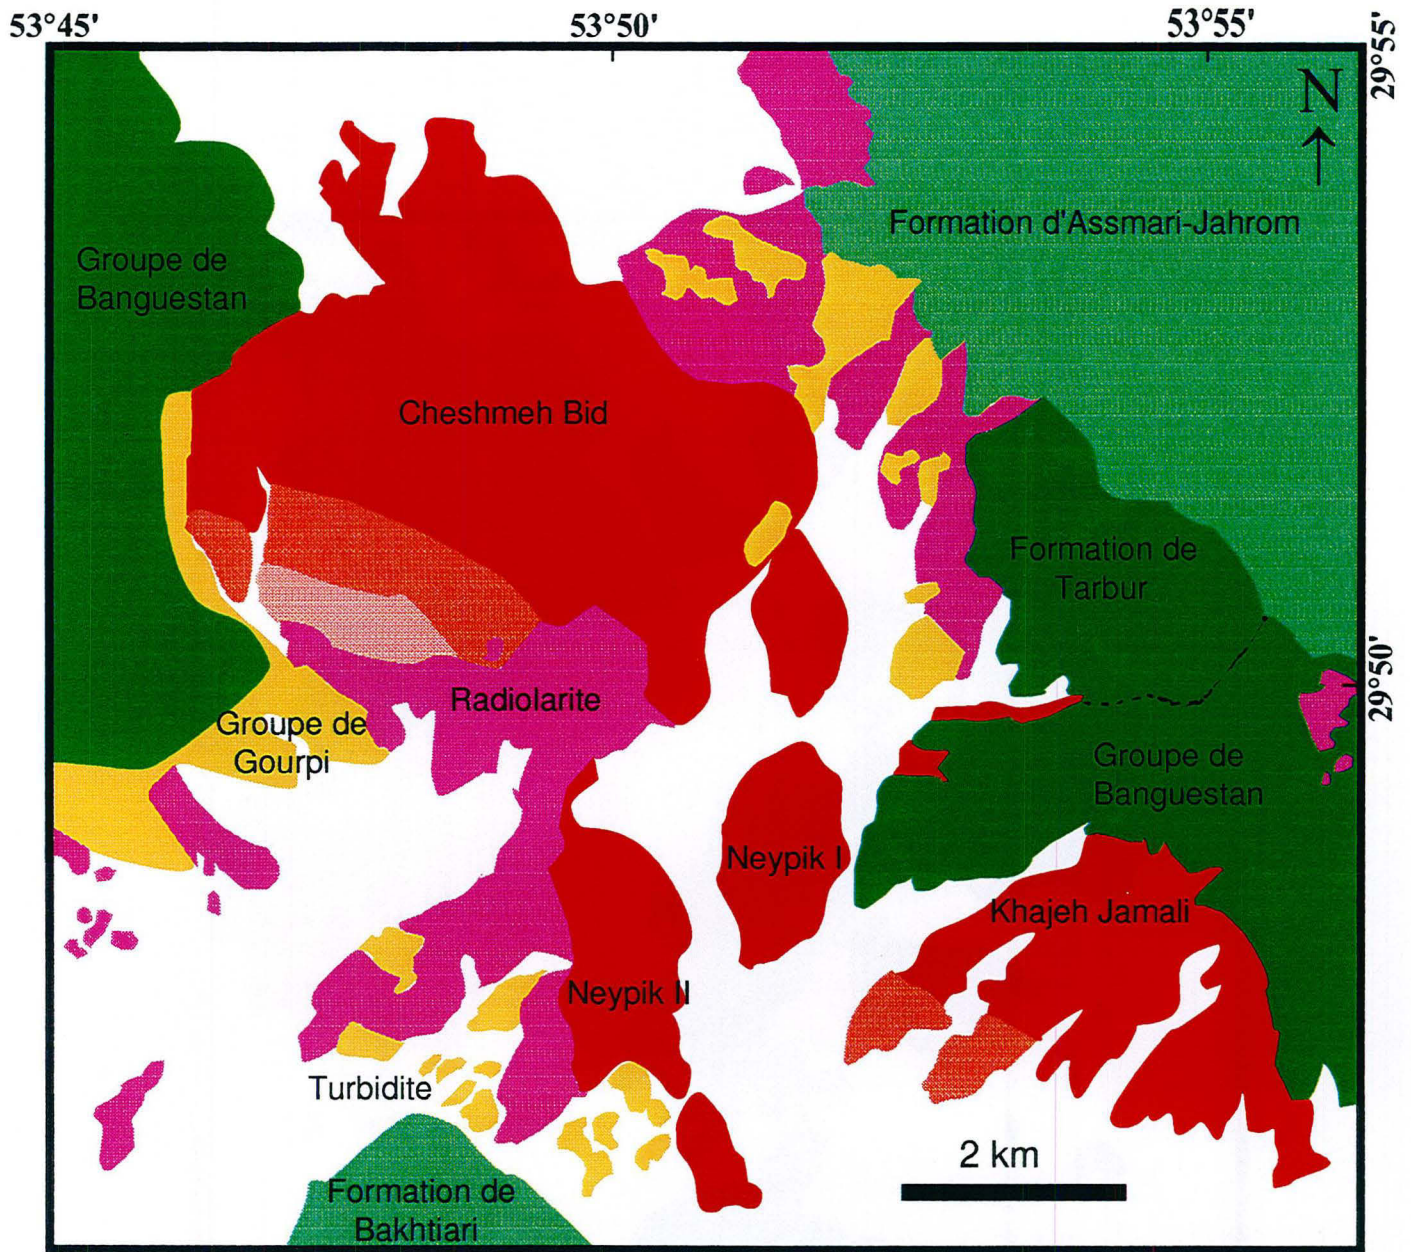 53°45'
53°50'
53°55'
29°55'
N
Formation d'Assmari-Jahrom
Groupe de
Banguestan
Cheshmeh Bid
Formation de
Tarbur
29°50'
Radiolarite
Groupe de
Gourpi
Groupe de
Banguestan
Neypik I
Khajeh Jamali
Neypik II
Turbidite
2 km
Formation de
Bakhtiari